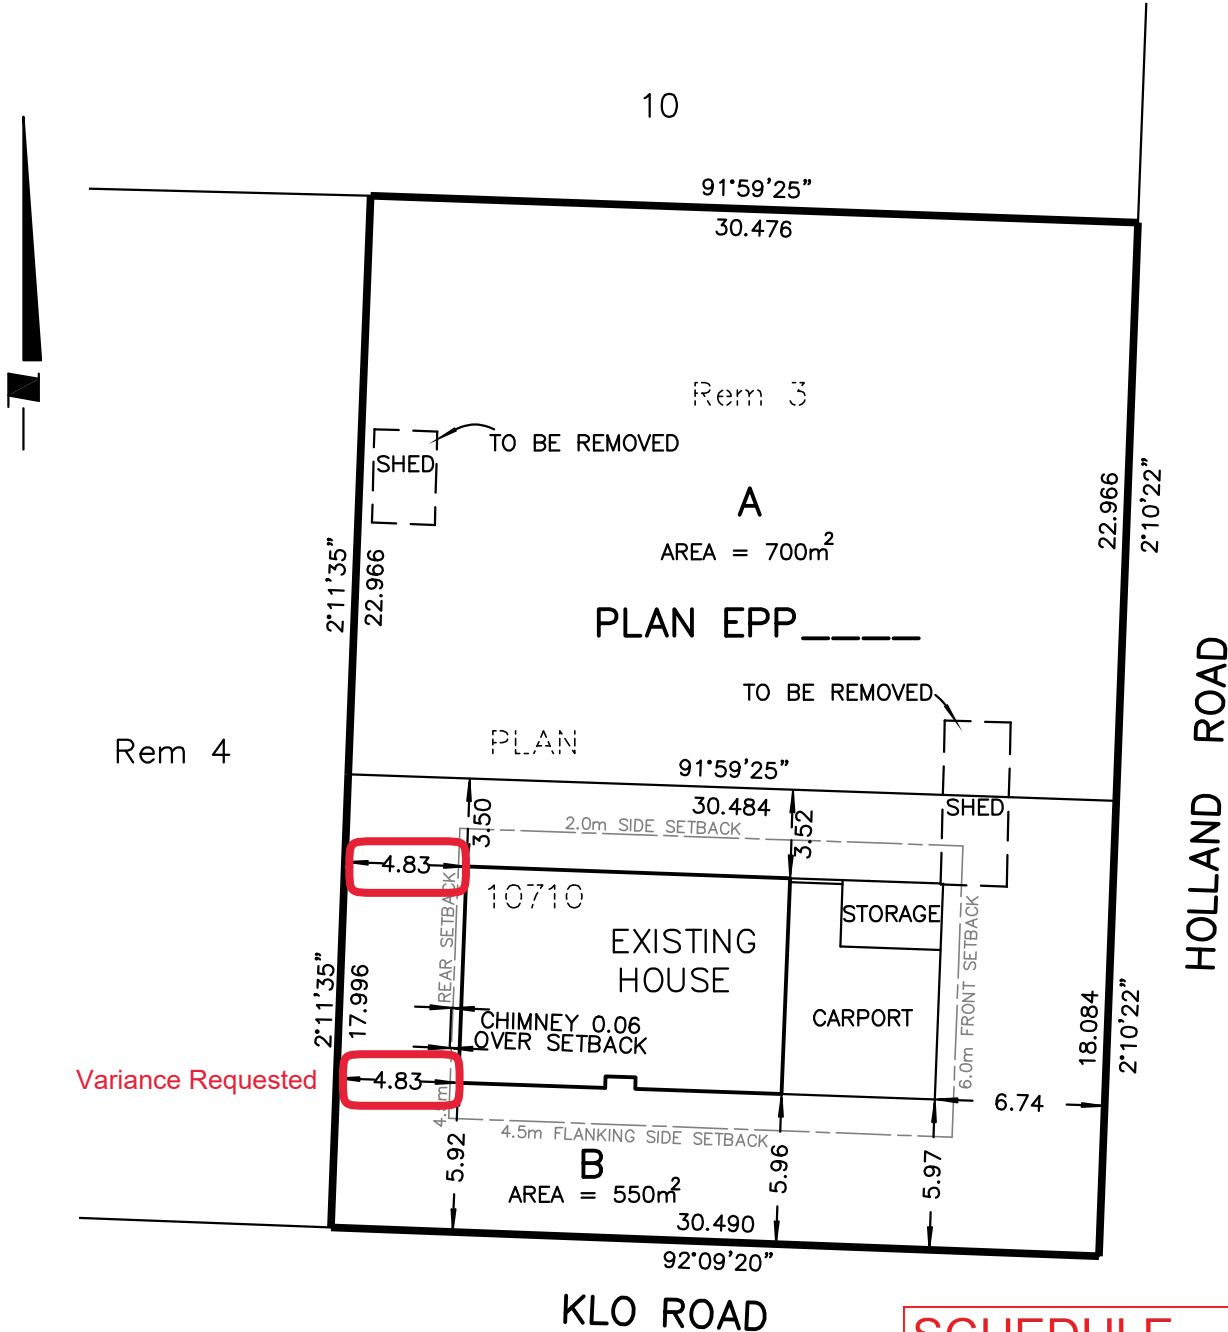 10
91°59'25"
30.476
N
Rem 3
TO BE REMOVED
SHED
A
AREA = 700m²
22.966
2°10'22"
2°11'35"
22.966
PLAN EPP____
HOLLAND ROAD
TO BE REMOVED
Rem 4
PLAN
91°59'25"
30.484
SHED
3.50
2.0m SIDE SETBACK
3.52
4.83
10710
STORAGE
REAR SETBACK
EXISTING
HOUSE
6.0m FRONT SETBACK
2°11'35"
17.996
CHIMNEY 0.06
OVER SETBACK
CARPORT
18.084
2°10'22"
Variance Requested
4.83
6.74
4.5m FLANKING SIDE SETBACK
5.92
B
5.96
5.97
AREA = 550m²
30.490
92°09'20"
KLO ROAD
SCHEDULE